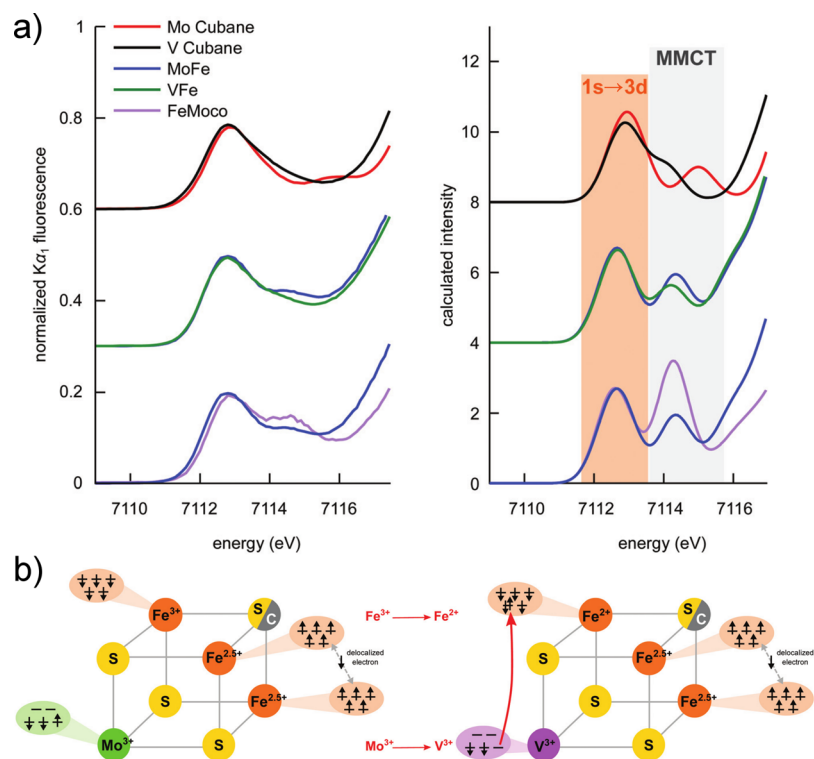 a)
Mo Cubane
V Cubane
MoFe
VFe
FeMoco
1
0.8
0.6
0.4
0.2
0
normalized Kα₁ fluorescence
7110 7112 7114 7116
energy (eV)
MMCT
1s→3d
12
10
8
6
4
2
0
calculated intensity
7110 7112 7114 7116
energy (eV)
b)
Fe³⁺ S C
S Fe²·⁵⁺
delocalized
electron
S Fe²·⁵⁺
Mo³⁺ S
Fe³⁺ → Fe²⁺
Mo³⁺ → V³⁺
Fe²⁺ S C
S Fe²·⁵⁺
delocalized
electron
S Fe²·⁵⁺
V³⁺ S